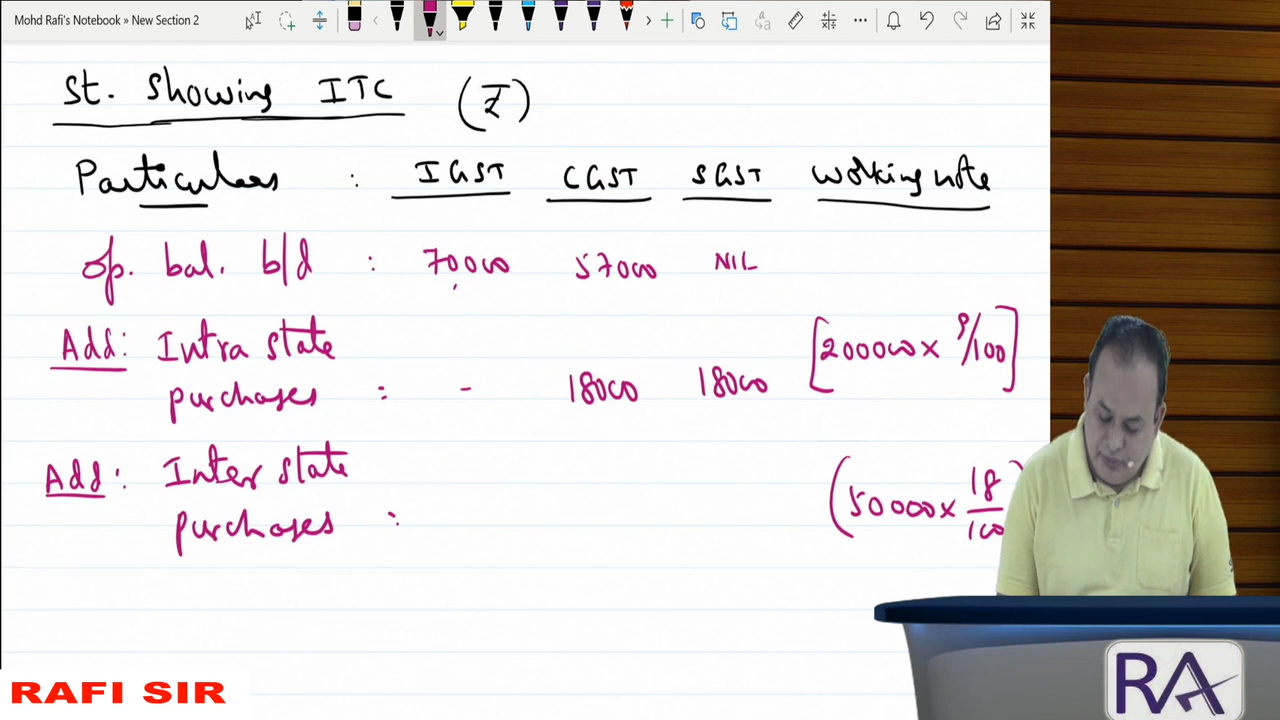 Mohd Rafi's Notebook » New Section 2
St. Showing ITC (₹)
Particulars : IGST CGST SGST Working note
op. bal. b/d : 70000 57000 NIL
Add: Intra state
purchases : - 18000 18000 [200000 x 9/100]
Add: Inter state
purchases : (50000 x 18/100)
RAFI SIR
RA